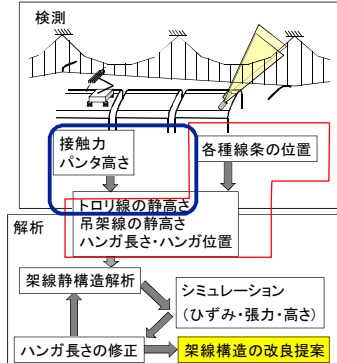 検測
接触力
パンタ高さ
各種線条の位置
トロリ線の静高さ
吊架線の静高さ
ハンガ長さ・ハンガ位置
解析
架線静構造解析
シミュレーション
(ひずみ・張力・高さ)
ハンガ長さの修正
架線構造の改良提案